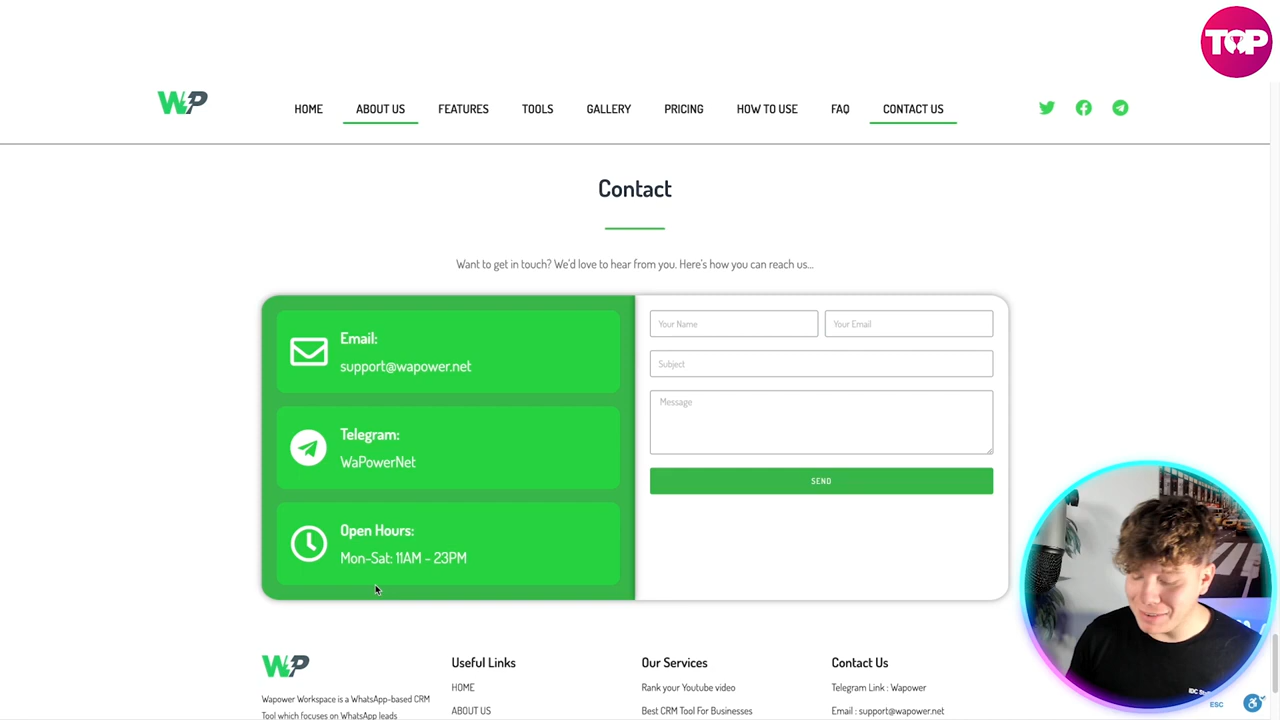 TOP
WP
HOME
ABOUT US
FEATURES
TOOLS
GALLERY
PRICING
HOW TO USE
FAQ
CONTACT US
Contact
Want to get in touch? We'd love to hear from you. Here's how you can reach us...
Email:
support@wapower.net
Telegram:
WaPowerNet
Open Hours:
Mon-Sat: 11AM - 23PM
Your Name
Your Email
Subject
Message
SEND
WP
Wapower Workspace is a WhatsApp-based CRM
Tool which focuses on WhatsApp leads
Useful Links
HOME
ABOUT US
Our Services
Rank your Youtube video
Best CRM Tool For Businesses
Contact Us
Telegram Link : Wapower
Email : support@wapower.net
ESC